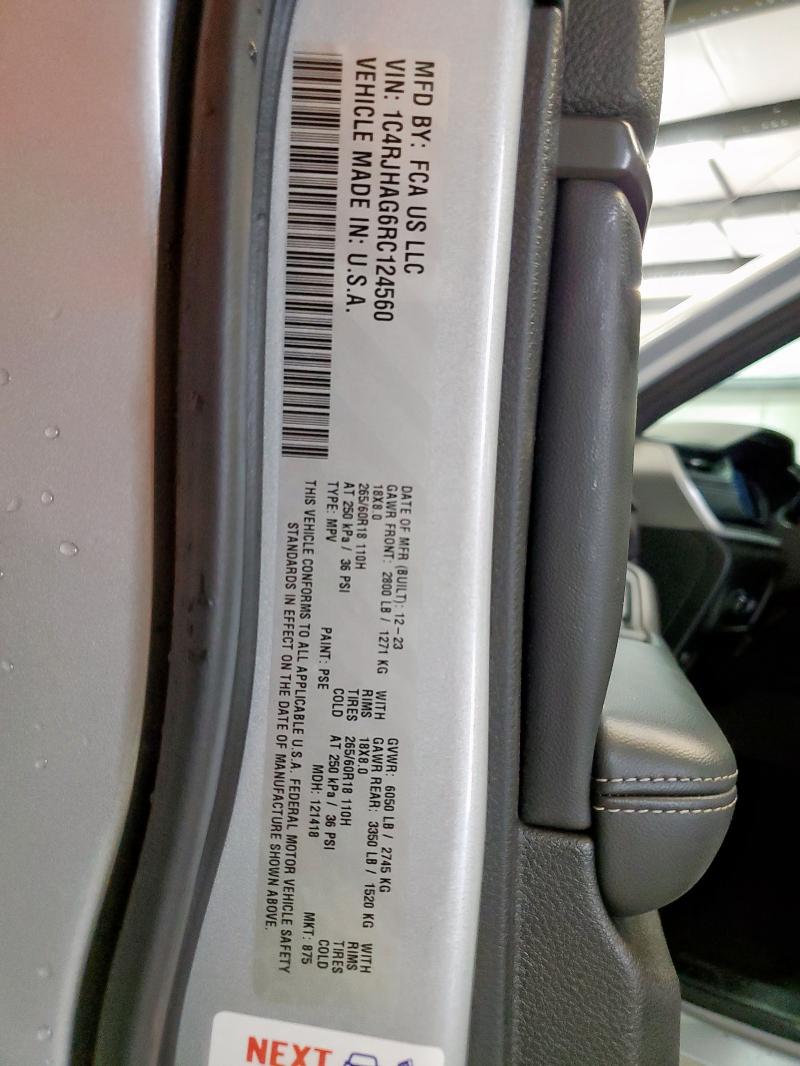 MFD BY: FCA US LLC
VIN: 1C4RJHAG6RC124560
VEHICLE MADE IN: U.S.A.
DATE OF MFR (BUILT): 12-23 GVWR: 6050 LB / 2745 KG
GAWR FRONT: 2800 LB / 1271 KG WITH GAWR REAR: 3350 LB / 1520 KG WITH
18X8.0 RIMS 18X8.0 RIMS
265/60R18 110H TIRES 265/60R18 110H TIRES
AT 250 kPa / 36 PSI COLD AT 250 kPa / 36 PSI COLD
TYPE: MPV PAINT: PSE MDH: 121418 MKT: 875
THIS VEHICLE CONFORMS TO ALL APPLICABLE U.S.A. FEDERAL MOTOR VEHICLE SAFETY
STANDARDS IN EFFECT ON THE DATE OF MANUFACTURE SHOWN ABOVE.
NEXT